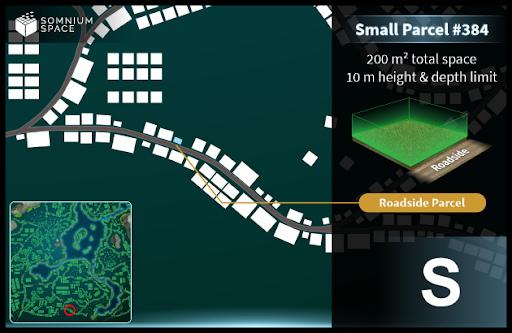 SOMNIUM
SPACE
Small Parcel #384
200 m² total space
10 m height & depth limit
Roadside
Roadside Parcel
S